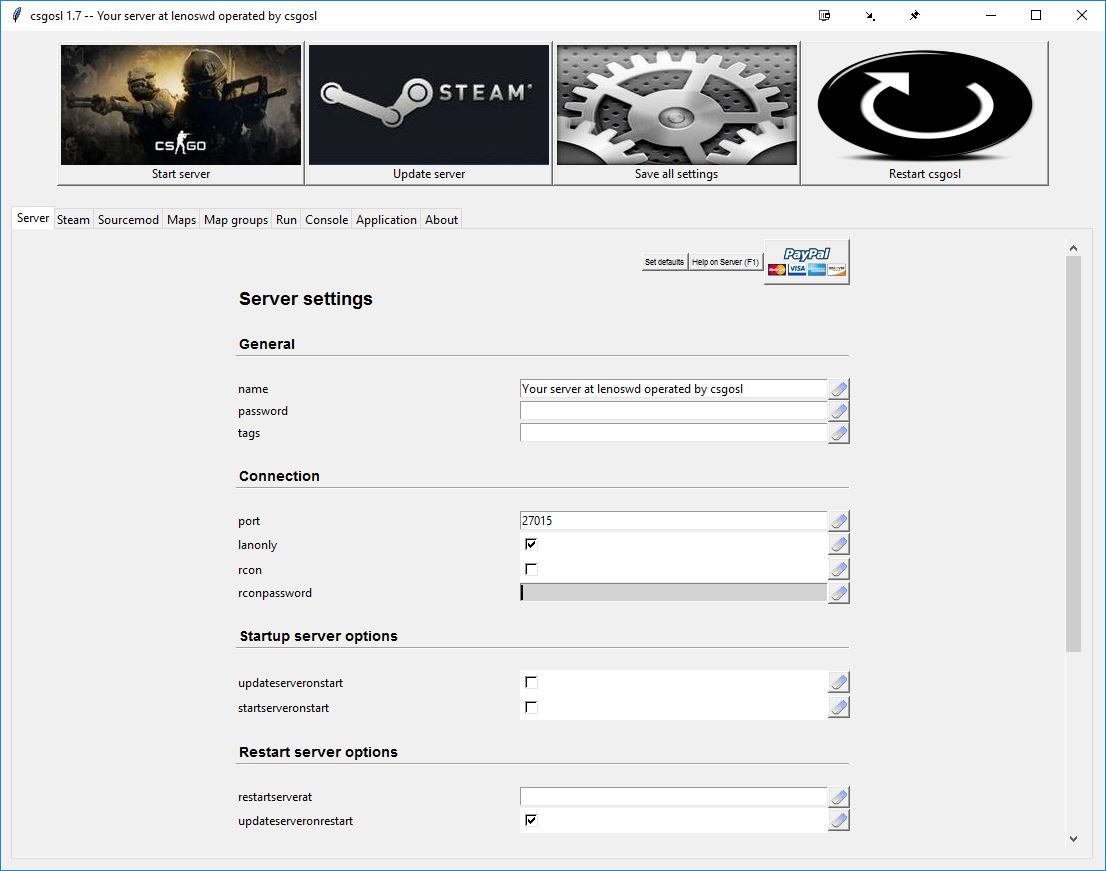 csgosl 1.7 -- Your server at lenoswd operated by csgosl
CS GO
STEAM
Start server
Update server
Save all settings
Restart csgosl
Server Steam Sourcemod Maps Map groups Run Console Application About
Set defaults
Help on Server (F1)
PayPal
VISA
Server settings
General
name
Your server at lenoswd operated by csgosl
password
tags
Connection
port
27015
lanonly
rcon
rconpassword
Startup server options
updateserveronstart
startserveronstart
Restart server options
restartserverat
updateserveronrestart